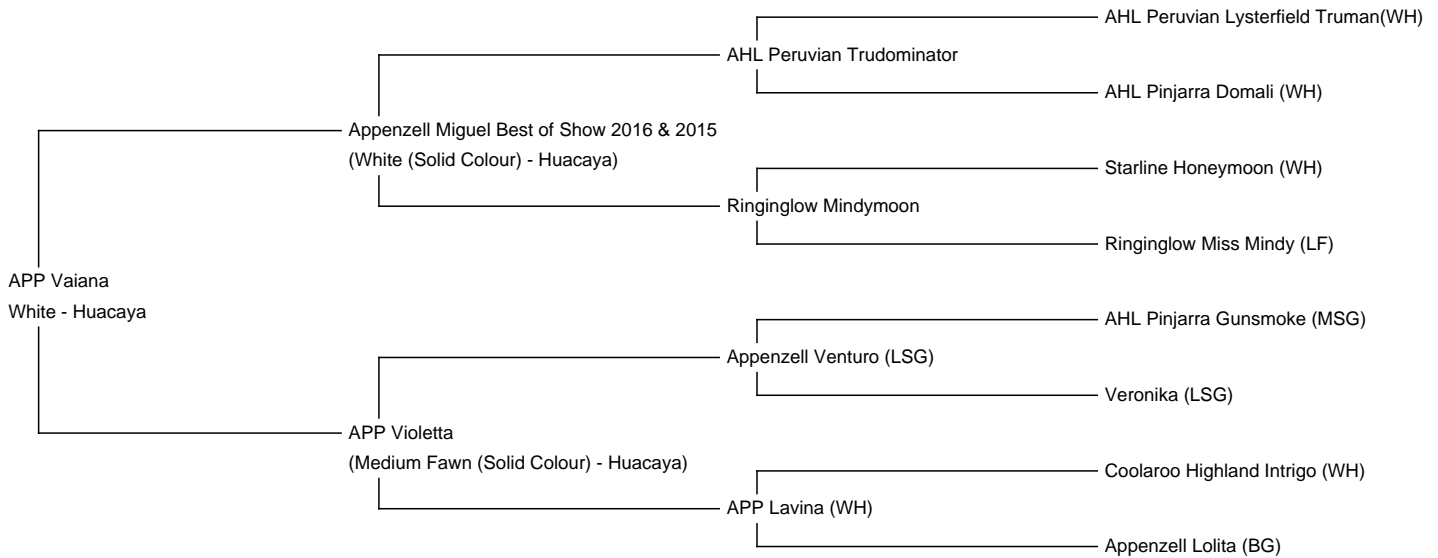 AHL Peruvian Lysterfield Truman(WH)
AHL Peruvian Trudominator
AHL Pinjarra Domali (WH)
Appenzell Miguel Best of Show 2016 & 2015
(White (Solid Colour) - Huacaya)
Starline Honeymoon (WH)
Ringinglow Mindymoon
Ringinglow Miss Mindy (LF)
APP Vaiana
White - Huacaya
AHL Pinjarra Gunsmoke (MSG)
Appenzell Venturo (LSG)
Veronika (LSG)
APP Violetta
(Medium Fawn (Solid Colour) - Huacaya)
Coolaroo Highland Intrigo (WH)
APP Lavina (WH)
Appenzell Lolita (BG)